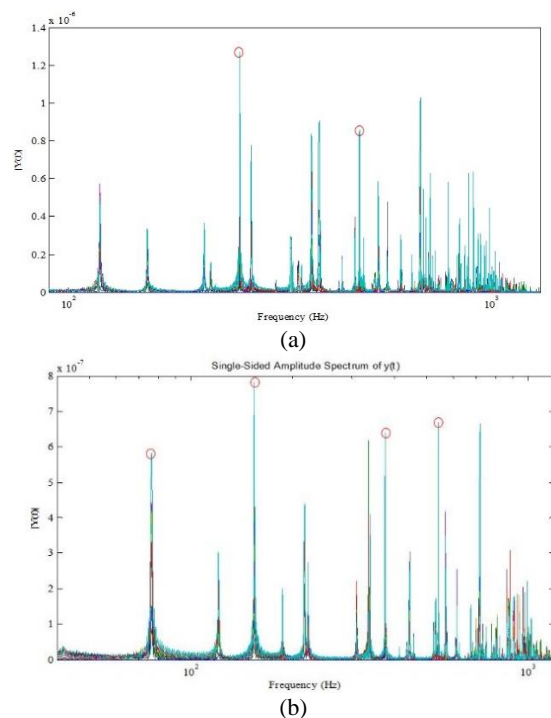 x 10⁻⁶
1.4
1.2
1
0.8
0.6
0.4
0.2
0
|Y(f)|
10² 10³
Frequency (Hz)
(a)
Single-Sided Amplitude Spectrum of y(t)
x 10⁻⁷
8
7
6
5
4
3
2
1
0
|Y(f)|
10² 10³
Frequency (Hz)
(b)